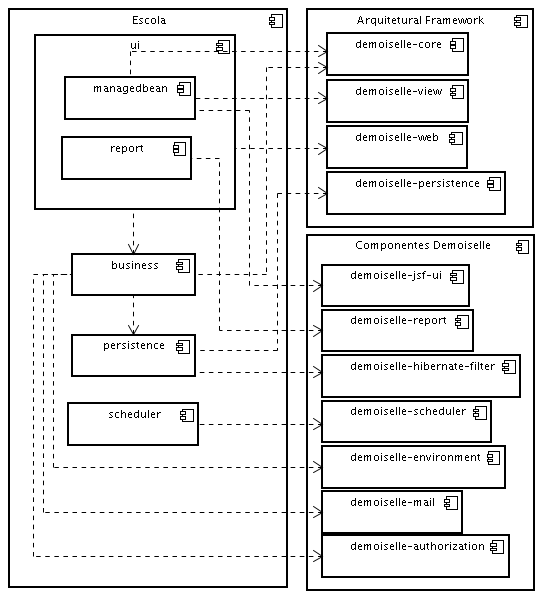 Escola
ui
managedbean
report
business
persistence
scheduler
Arquitetural Framework
demoiselle-core
demoiselle-view
demoiselle-web
demoiselle-persistence
Componentes Demoiselle
demoiselle-jsf-ui
demoiselle-report
demoiselle-hibernate-filter
demoiselle-scheduler
demoiselle-environment
demoiselle-mail
demoiselle-authorization